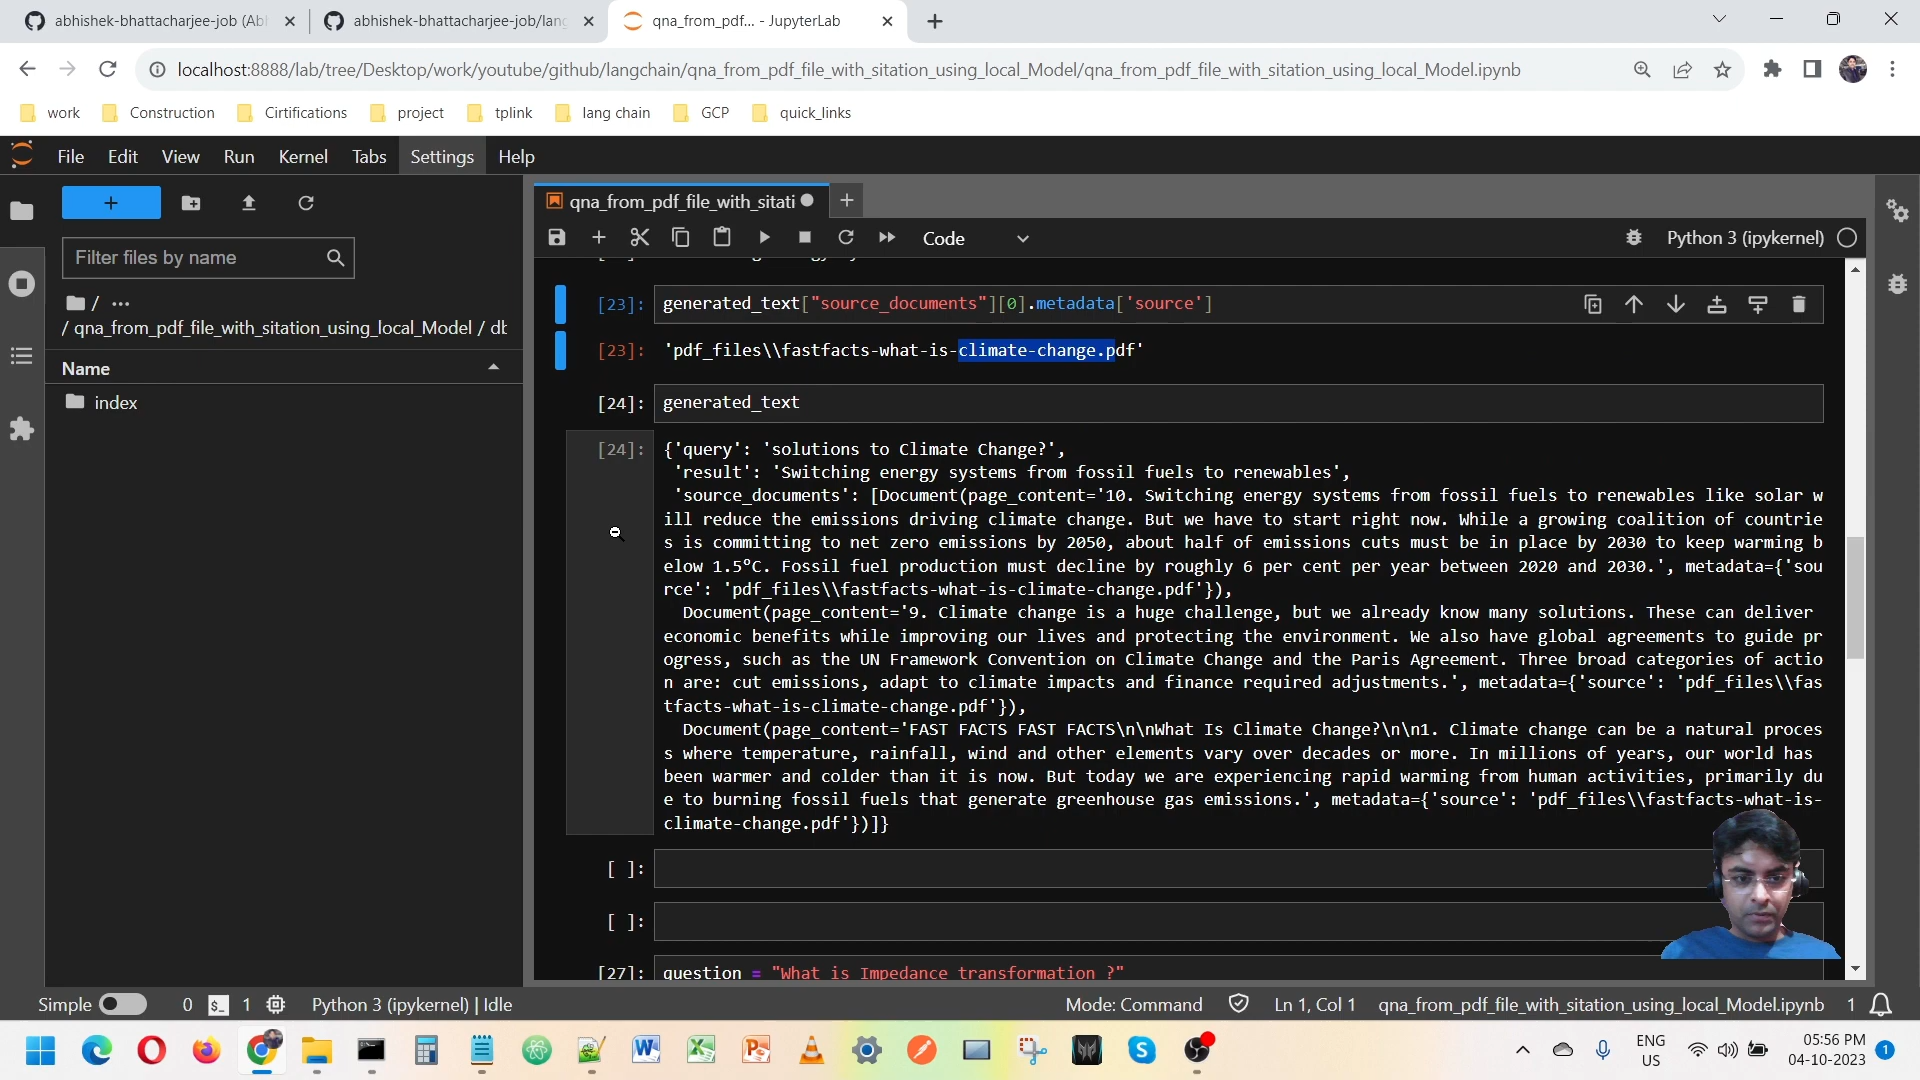 abhishek-bhattacharjee-job (Abl
abhishek-bhattacharjee-job/lang
qna_from_pdf... - JupyterLab
localhost:8888/lab/tree/Desktop/work/youtube/github/langchain/qna_from_pdf_file_with_sitation_using_local_Model/qna_from_pdf_file_with_sitation_using_local_Model.ipynb
work Construction Cirtifications project tplink lang chain GCP quick_links
File Edit View Run Kernel Tabs Settings Help
qna_from_pdf_file_with_sitati
Code
Python 3 (ipykernel)
Filter files by name
/ ...
/ qna_from_pdf_file_with_sitation_using_local_Model / dt
Name
index
[23]: generated_text["source_documents"][0].metadata['source']
[23]: 'pdf_files\\fastfacts-what-is-climate-change.pdf'
[24]: generated_text
[24]: {'query': 'solutions to Climate Change?',
'result': 'Switching energy systems from fossil fuels to renewables',
'source_documents': [Document(page_content='10. Switching energy systems from fossil fuels to renewables like solar w
ill reduce the emissions driving climate change. But we have to start right now. While a growing coalition of countrie
s is committing to net zero emissions by 2050, about half of emissions cuts must be in place by 2030 to keep warming b
elow 1.5°C. Fossil fuel production must decline by roughly 6 per cent per year between 2020 and 2030.', metadata={'sou
rce': 'pdf_files\\fastfacts-what-is-climate-change.pdf'}),
Document(page_content='9. Climate change is a huge challenge, but we already know many solutions. These can deliver
economic benefits while improving our lives and protecting the environment. We also have global agreements to guide pr
ogress, such as the UN Framework Convention on Climate Change and the Paris Agreement. Three broad categories of actio
n are: cut emissions, adapt to climate impacts and finance required adjustments.', metadata={'source': 'pdf_files\\fas
tfacts-what-is-climate-change.pdf'}),
Document(page_content='FAST FACTS FAST FACTS\n\nWhat Is Climate Change?\n\n1. Climate change can be a natural proces
s where temperature, rainfall, wind and other elements vary over decades or more. In millions of years, our world has
been warmer and colder than it is now. But today we are experiencing rapid warming from human activities, primarily du
e to burning fossil fuels that generate greenhouse gas emissions.', metadata={'source': 'pdf_files\\fastfacts-what-is-
climate-change.pdf'})]}
[ ]:
[ ]:
[27]: question = "What is Impedance transformation ?"
Simple 0 1 Python 3 (ipykernel) | Idle
Mode: Command Ln 1, Col 1 qna_from_pdf_file_with_sitation_using_local_Model.ipynb 1
ENG
US
05:56 PM
04-10-2023
1